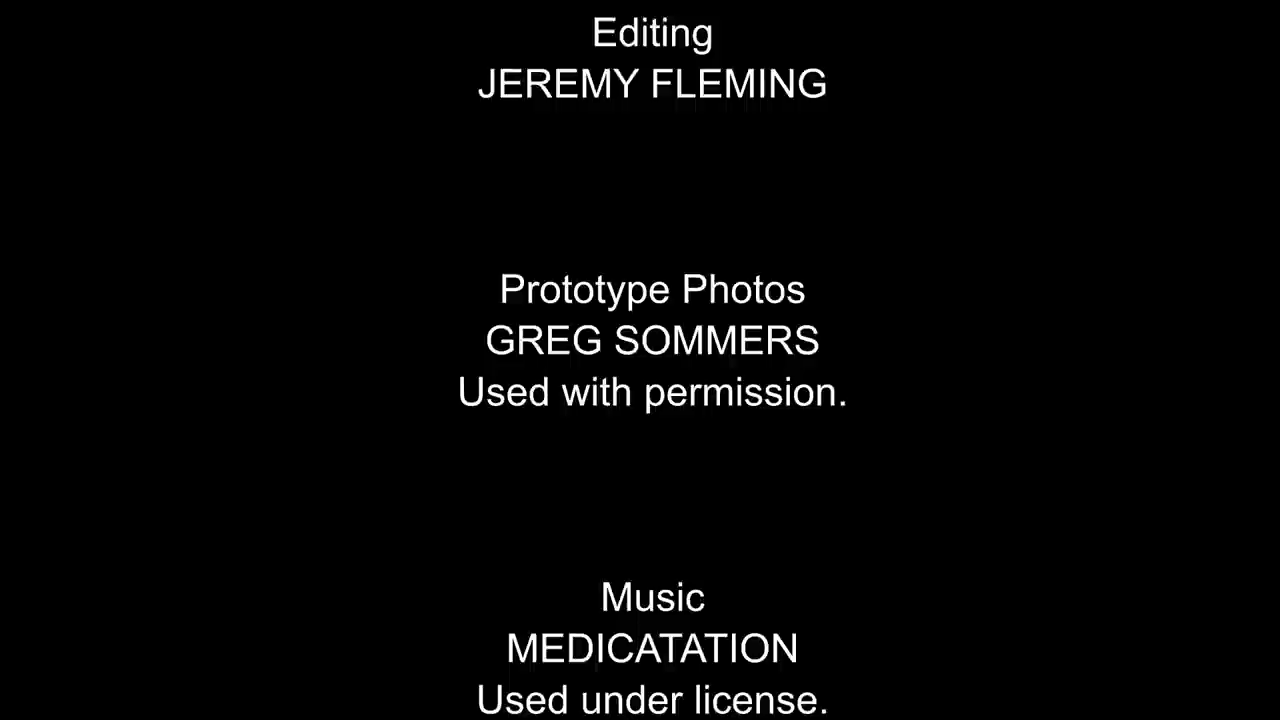 Editing
JEREMY FLEMING
Prototype Photos
GREG SOMMERS
Used with permission.
Music
MEDICATATION
Used under license.